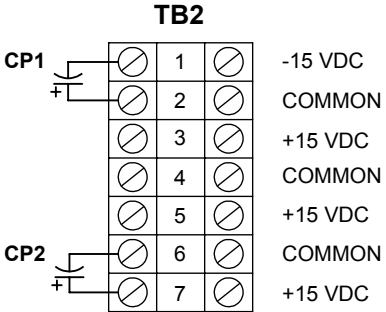 TB2
CP1 1 -15 VDC
+ 2 COMMON
3 +15 VDC
4 COMMON
5 +15 VDC
CP2 6 COMMON
+ 7 +15 VDC